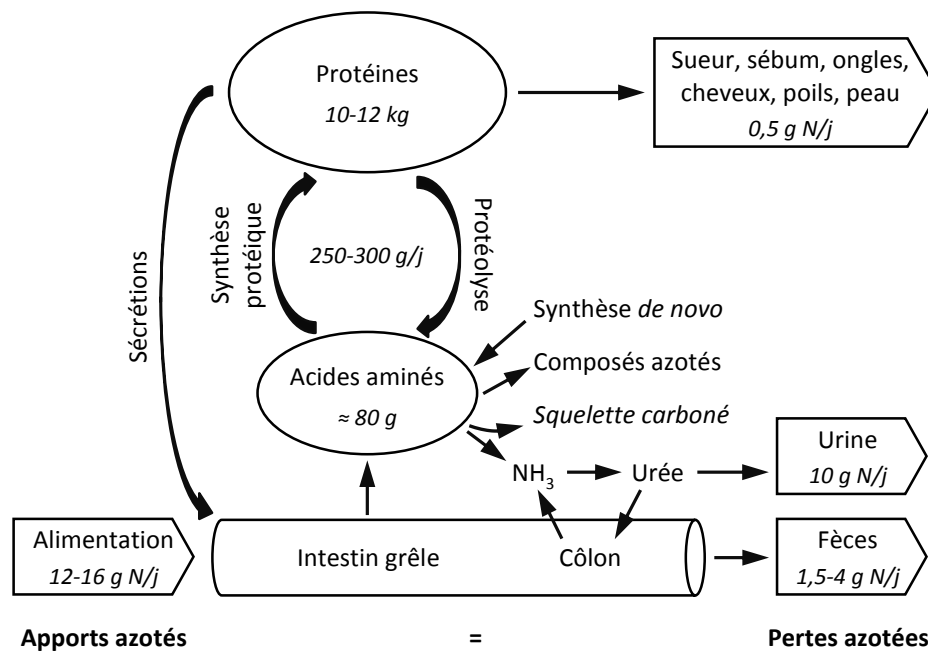 Protéines
10-12 kg
Sueur, sébum, ongles,
cheveux, poils, peau
0,5 g N/j
Sécrétions
Synthèse
protéique
250-300 g/j
Protéolyse
Synthèse de novo
Acides aminés
≈ 80 g
Composés azotés
Squelette carboné
NH₃
Urée
Urine
10 g N/j
Alimentation
12-16 g N/j
Intestin grêle
Côlon
Fèces
1,5-4 g N/j
Apports azotés
=
Pertes azotées